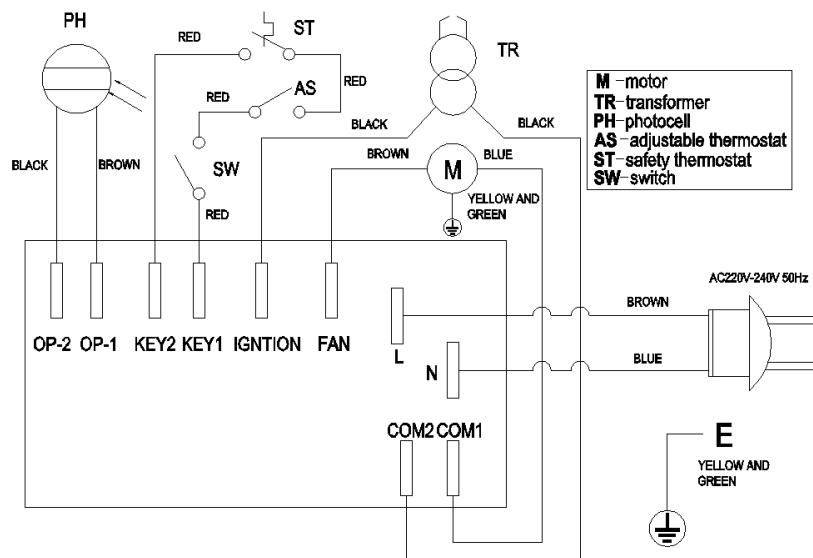 PH
RED
ST
TR
RED
RED
AS
BLACK
BLACK
BLACK
BROWN
SW
BROWN
BLUE
M
RED
YELLOW AND
GREEN
M-motor
TR-transformer
PH-photocell
AS-adjustable thermostat
ST-safety thermostat
SW-switch
AC220V-240V 50Hz
BROWN
BLUE
OP-2 OP-1 KEY2 KEY1 IGNTION FAN
L
N
COM2 COM1
E
YELLOW AND
GREEN